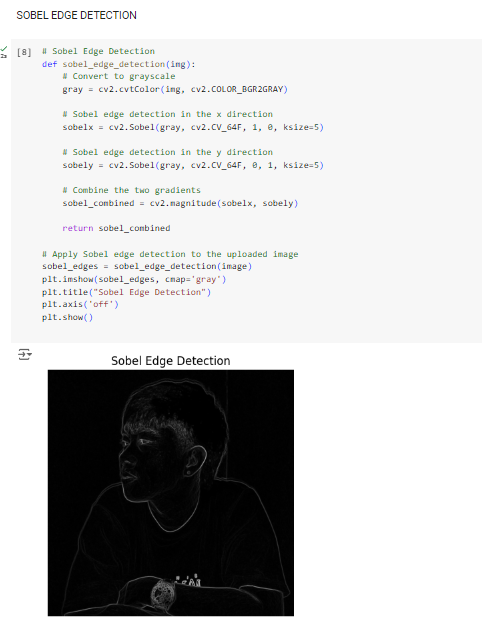 SOBEL EDGE DETECTION
[8] # Sobel Edge Detection
def sobel_edge_detection(img):
    # Convert to grayscale
    gray = cv2.cvtColor(img, cv2.COLOR_BGR2GRAY)

    # Sobel edge detection in the x direction
    sobelx = cv2.Sobel(gray, cv2.CV_64F, 1, 0, ksize=5)

    # Sobel edge detection in the y direction
    sobely = cv2.Sobel(gray, cv2.CV_64F, 0, 1, ksize=5)

    # Combine the two gradients
    sobel_combined = cv2.magnitude(sobelx, sobely)

    return sobel_combined

# Apply Sobel edge detection to the uploaded image
sobel_edges = sobel_edge_detection(image)
plt.imshow(sobel_edges, cmap='gray')
plt.title("Sobel Edge Detection")
plt.axis('off')
plt.show()
Sobel Edge Detection